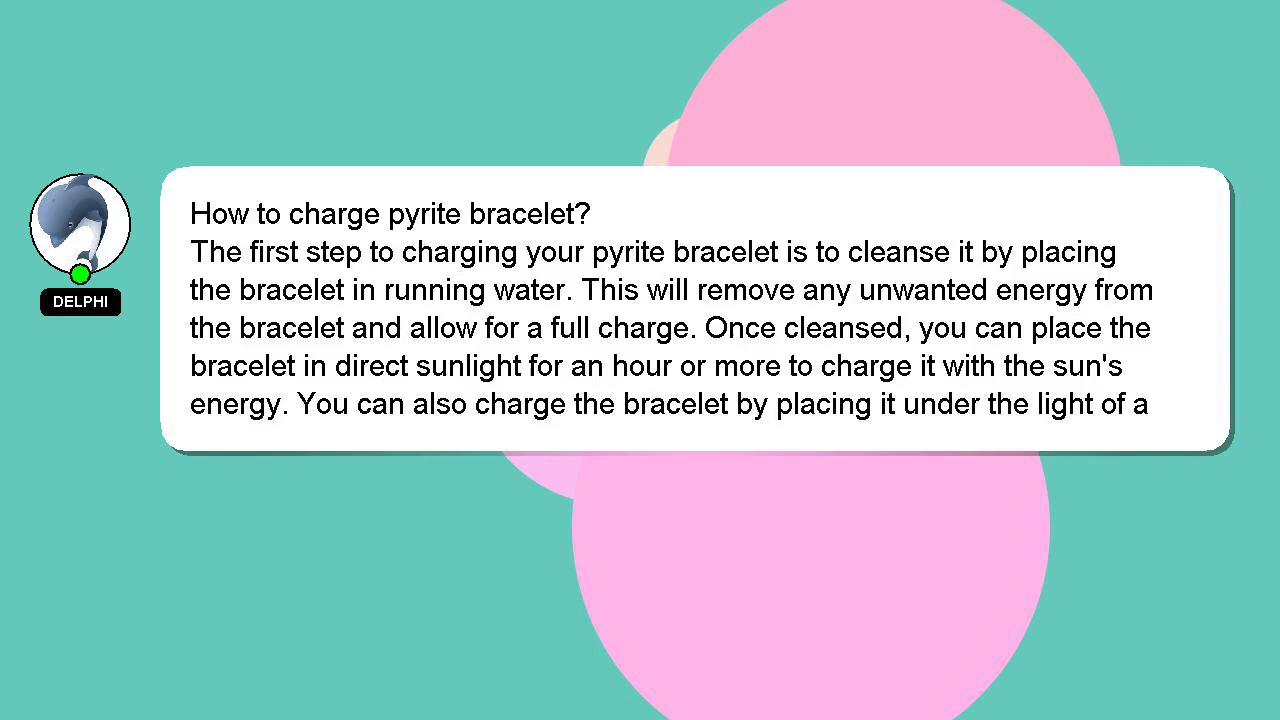 How to charge pyrite bracelet?
The first step to charging your pyrite bracelet is to cleanse it by placing
the bracelet in running water. This will remove any unwanted energy from
the bracelet and allow for a full charge. Once cleansed, you can place the
bracelet in direct sunlight for an hour or more to charge it with the sun's
energy. You can also charge the bracelet by placing it under the light of a
DELPHI